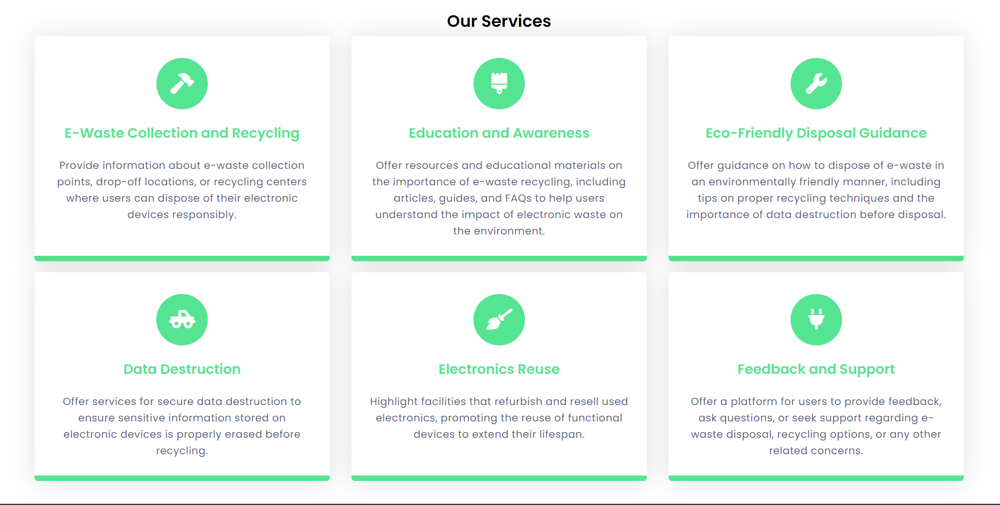 Our Services
E-Waste Collection and Recycling
Provide information about e-waste collection
points, drop-off locations, or recycling centers
where users can dispose of their electronic
devices responsibly.
Education and Awareness
Offer resources and educational materials on
the importance of e-waste recycling, including
articles, guides, and FAQs to help users
understand the impact of electronic waste on
the environment.
Eco-Friendly Disposal Guidance
Offer guidance on how to dispose of e-waste in
an environmentally friendly manner, including
tips on proper recycling techniques and the
importance of data destruction before disposal.
Data Destruction
Offer services for secure data destruction to
ensure sensitive information stored on
electronic devices is properly erased before
recycling.
Electronics Reuse
Highlight facilities that refurbish and resell used
electronics, promoting the reuse of functional
devices to extend their lifespan.
Feedback and Support
Offer a platform for users to provide feedback,
ask questions, or seek support regarding e-
waste disposal, recycling options, or any other
related concerns.